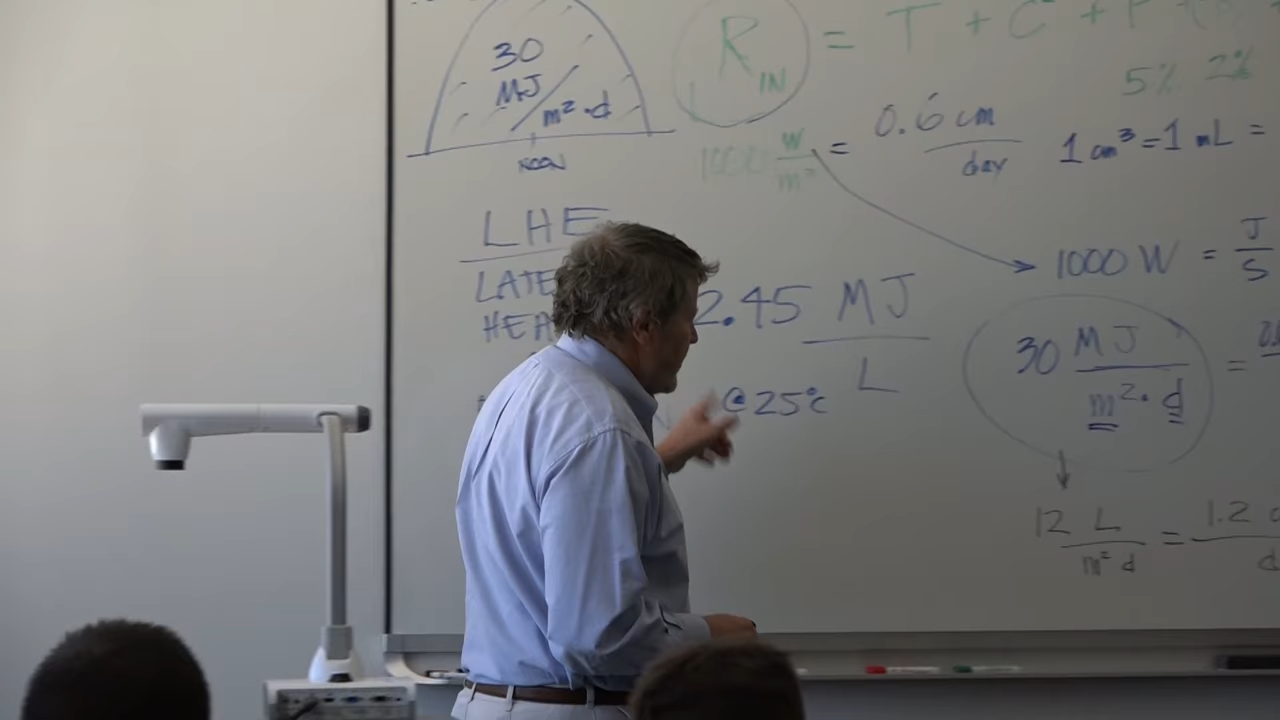 30
MJ
/
m²·d
NOON
R IN = T + C + P +
5% 2%
1000 W/m² = 0.6 cm/day
1 cm³ = 1 mL =
LHE
LATE
HEA
2.45 MJ/L
@ 25°C
1000 W = J/S
30 MJ/m²·d =
12 L/m² d = 1.2
d